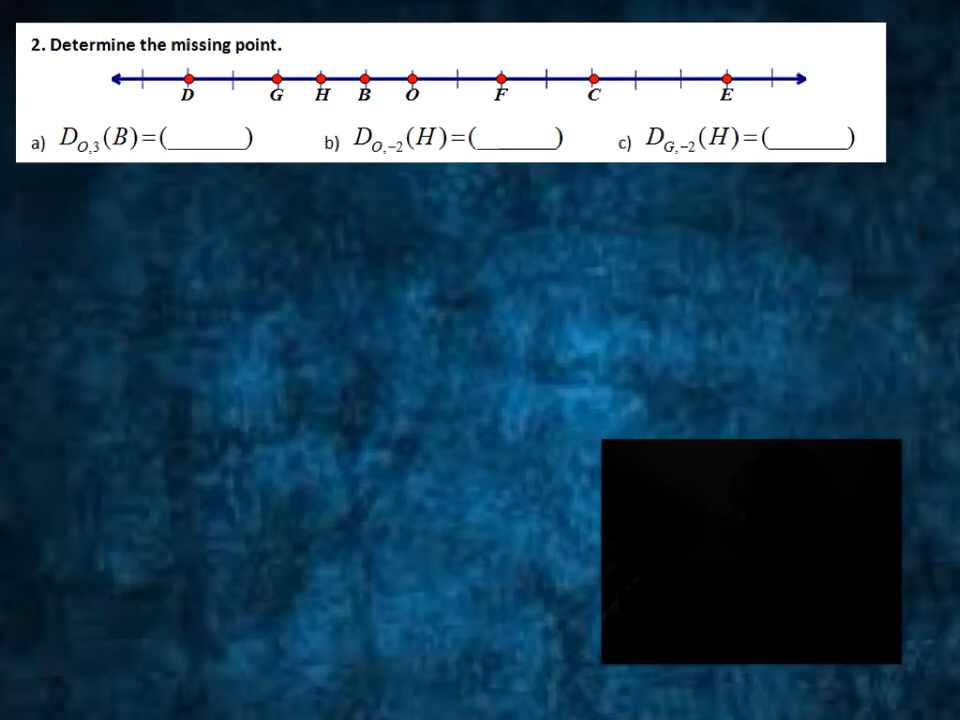 2. Determine the missing point.
D G H B O F C E
a) D_{O,3}(B)=(______) b) D_{O,-2}(H)=(______) c) D_{G,-2}(H)=(______)